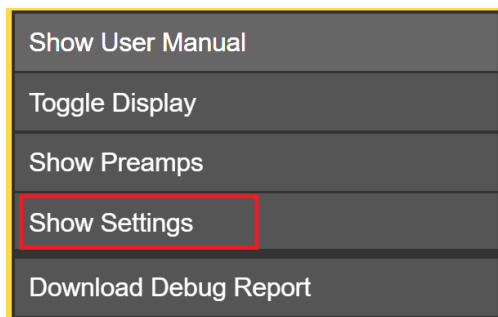 Show User Manual
Toggle Display
Show Preamps
Show Settings
Download Debug Report